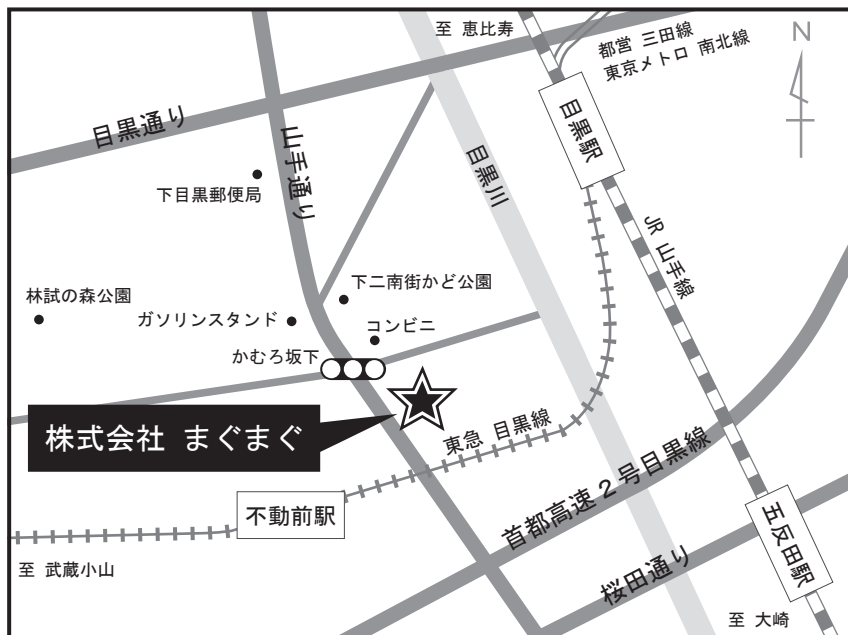 至 恵比寿
都営 三田線
東京メトロ 南北線
N
目黒通り
山手通り
目黒駅
目黒川
下目黒郵便局
JR 山手線
下二南街かど公園
林試の森公園
ガソリンスタンド
コンビニ
かむろ坂下
株式会社 まぐまぐ
東急 目黒線
首都高速2号目黒線
不動前駅
五反田駅
桜田通り
至 武蔵小山
至 大崎